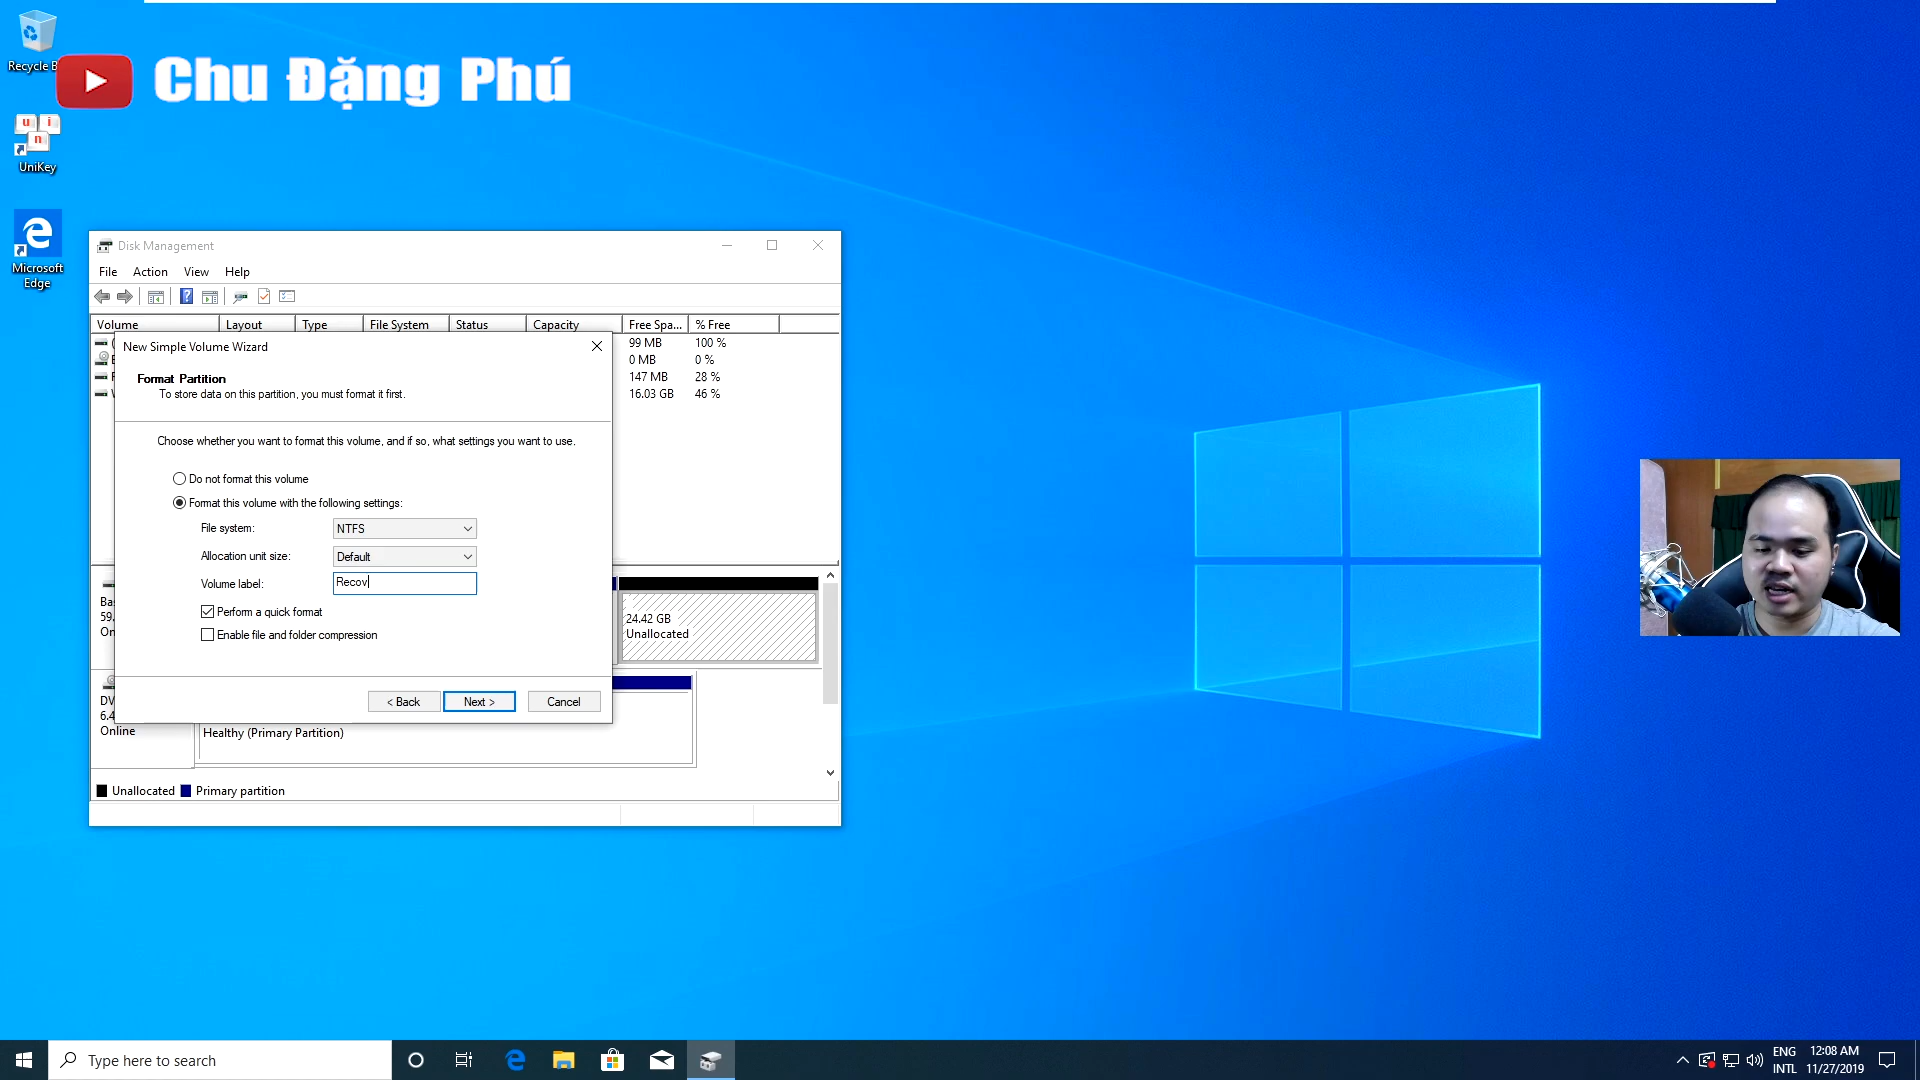 Recycle B
Chu Đặng Phú
u i n
UniKey
Microsoft
Edge
Disk Management
File Action View Help
Volume Layout Type File System Status Capacity Free Spa... % Free
99 MB 100 %
0 MB 0 %
147 MB 28 %
16.03 GB 46 %
New Simple Volume Wizard
Format Partition
To store data on this partition, you must format it first.
Choose whether you want to format this volume, and if so, what settings you want to use.
Do not format this volume
Format this volume with the following settings:
File system: NTFS
Allocation unit size: Default
Volume label: Recov
Perform a quick format
Enable file and folder compression
< Back Next > Cancel
Bas
59.
On
24.42 GB
Unallocated
DV
6.4
Online
Healthy (Primary Partition)
Unallocated Primary partition
Type here to search
ENG
INTL
12:08 AM
11/27/2019